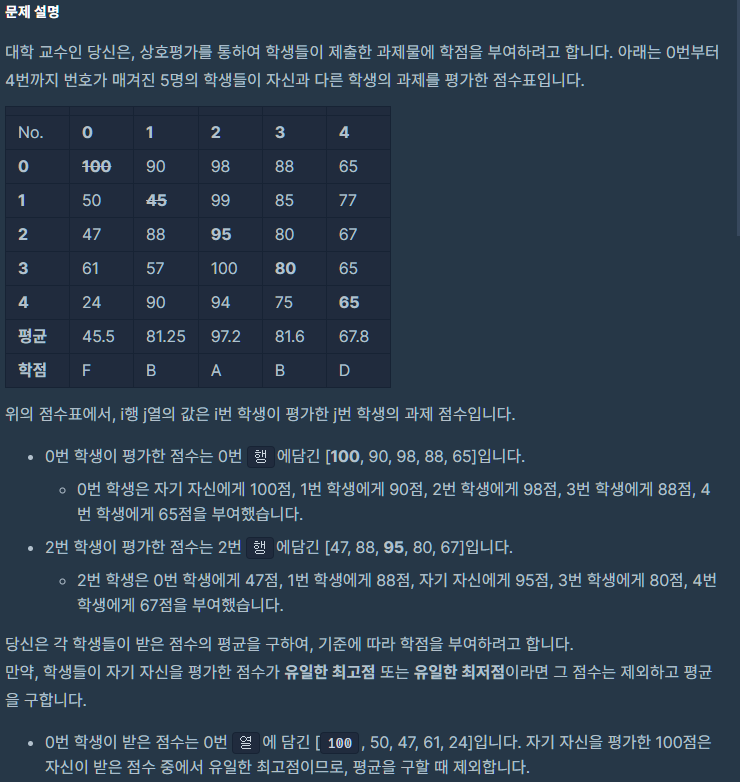 문제 설명
대학 교수인 당신은, 상호평가를 통하여 학생들이 제출한 과제물에 학점을 부여하려고 합니다. 아래는 0번부터
4번까지 번호가 매겨진 5명의 학생들이 자신과 다른 학생의 과제를 평가한 점수표입니다.
No. 0 1 2 3 4
0 100 90 98 88 65
1 50 45 99 85 77
2 47 88 95 80 67
3 61 57 100 80 65
4 24 90 94 75 65
평균 45.5 81.25 97.2 81.6 67.8
학점 F B A B D
위의 점수표에서, i행 j열의 값은 i번 학생이 평가한 j번 학생의 과제 점수입니다.
• 0번 학생이 평가한 점수는 0번 행 에담긴 [100, 90, 98, 88, 65]입니다.
◦ 0번 학생은 자기 자신에게 100점, 1번 학생에게 90점, 2번 학생에게 98점, 3번 학생에게 88점, 4
번 학생에게 65점을 부여했습니다.
• 2번 학생이 평가한 점수는 2번 행 에담긴 [47, 88, 95, 80, 67]입니다.
◦ 2번 학생은 0번 학생에게 47점, 1번 학생에게 88점, 자기 자신에게 95점, 3번 학생에게 80점, 4번
학생에게 67점을 부여했습니다.
당신은 각 학생들이 받은 점수의 평균을 구하여, 기준에 따라 학점을 부여하려고 합니다.
만약, 학생들이 자기 자신을 평가한 점수가 유일한 최고점 또는 유일한 최저점이라면 그 점수는 제외하고 평균
을 구합니다.
• 0번 학생이 받은 점수는 0번 열 에 담긴 [ 100 , 50, 47, 61, 24]입니다. 자기 자신을 평가한 100점은
자신이 받은 점수 중에서 유일한 최고점이므로, 평균을 구할 때 제외합니다.